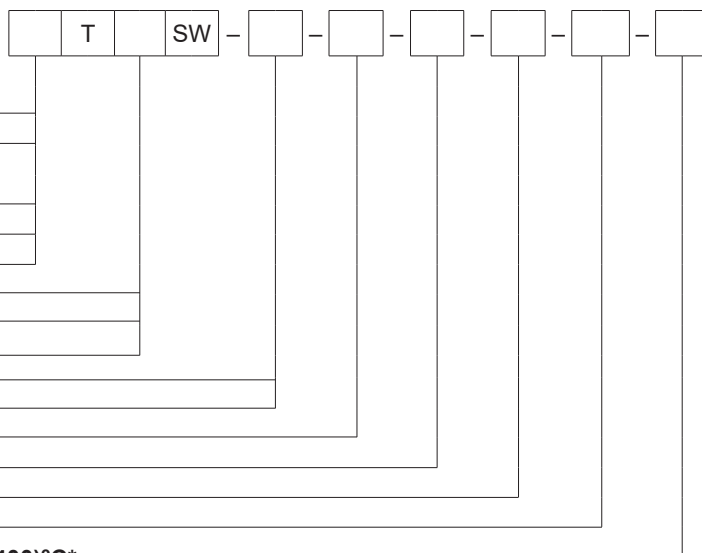 T SW – – – – – –